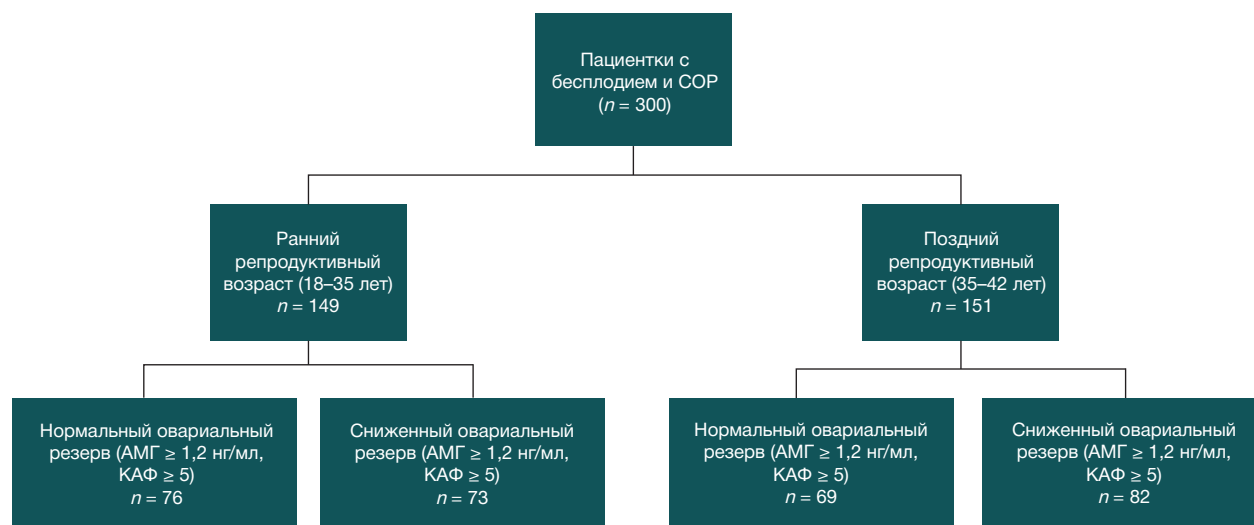 Пациентки с
бесплодием и СОР
(n = 300)
Ранний
репродуктивный
возраст (18–35 лет)
n = 149
Поздний
репродуктивный
возраст (35–42 лет)
n = 151
Нормальный овариальный
резерв (АМГ ≥ 1,2 нг/мл,
КАФ ≥ 5)
n = 76
Сниженный овариальный
резерв (АМГ ≥ 1,2 нг/мл,
КАФ ≥ 5)
n = 73
Нормальный овариальный
резерв (АМГ ≥ 1,2 нг/мл,
КАФ ≥ 5)
n = 69
Сниженный овариальный
резерв (АМГ ≥ 1,2 нг/мл,
КАФ ≥ 5)
n = 82